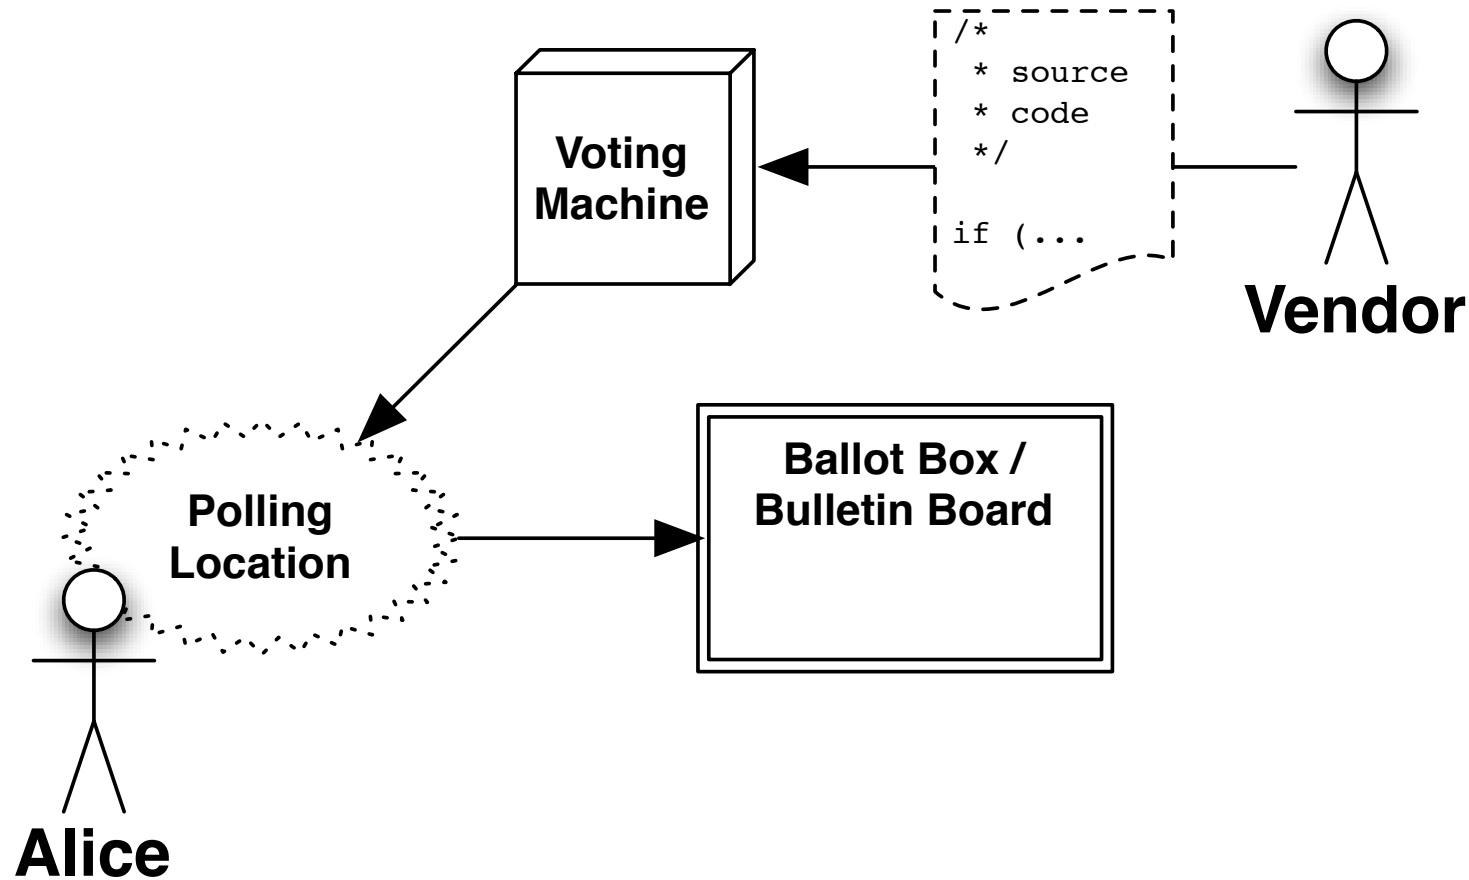 /*
 * source
 * code
 */
if (...
Voting
Machine
Vendor
Ballot Box /
Bulletin Board
Polling
Location
Alice